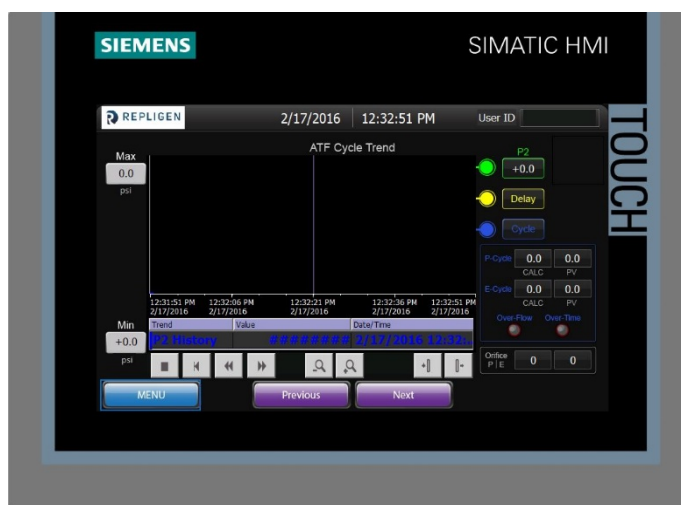 SIEMENS
SIMATIC HMI
TOUCH
REPLIGEN
2/17/2016 12:32:51 PM
User ID
ATF Cycle Trend
Max
0.0
psi
P2
+0.0
Delay
Cycle
P-Cycle 0.0 0.0
CALC PV
E-Cycle 0.0 0.0
CALC PV
Over-Flow Over-Time
12:31:51 PM 12:32:06 PM 12:32:21 PM 12:32:36 PM 12:32:51 PM
2/17/2016 2/17/2016 2/17/2016 2/17/2016 2/17/2016
Min
+0.0
psi
Trend Value Date/Time
P2 History ######## 2/17/2016 12:32:..
Orifice
P | E
0 0
MENU Previous Next